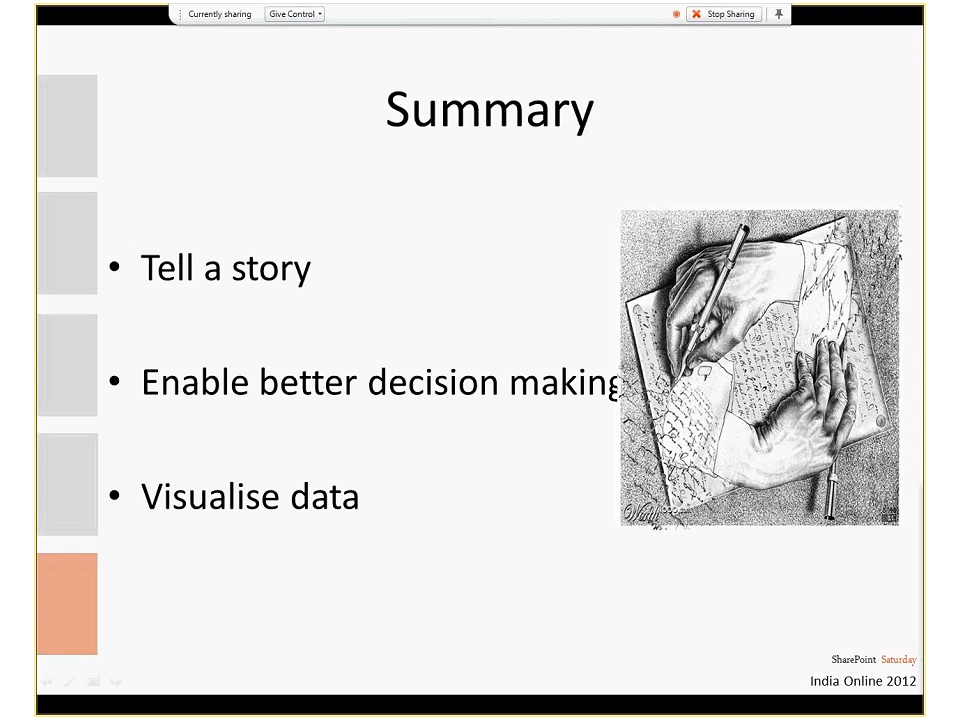 Currently sharing Give Control Stop Sharing
Summary
• Tell a story
• Enable better decision making
• Visualise data
SharePoint Saturday
India Online 2012